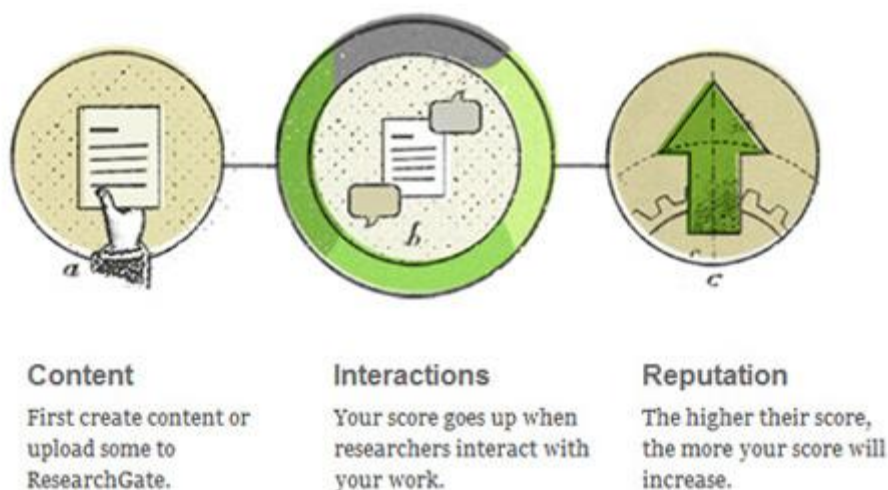 a
b
c
Content
First create content or
upload some to
ResearchGate.
Interactions
Your score goes up when
researchers interact with
your work.
Reputation
The higher their score,
the more your score will
increase.